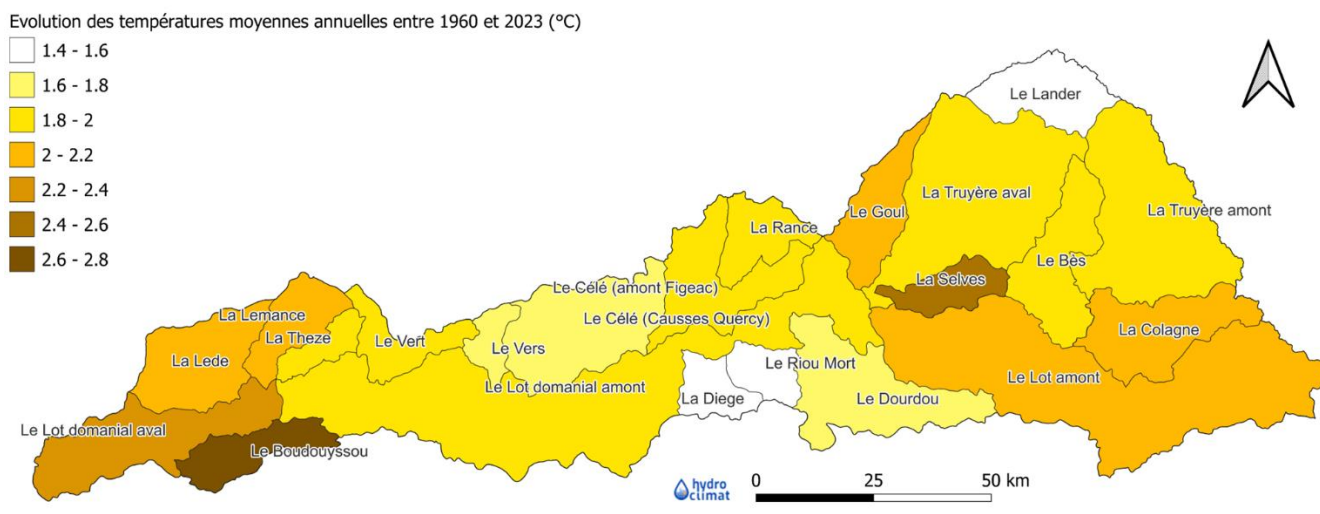 Evolution des températures moyennes annuelles entre 1960 et 2023 (°C)
1.4 - 1.6
1.6 - 1.8
1.8 - 2
2 - 2.2
2.2 - 2.4
2.4 - 2.6
2.6 - 2.8
Le Lander
La Truyère aval
Le Goul
La Truyère amont
La Rance
Le Bès
La Selves
Le Célé (amont Figeac)
La Lemance
Le Célé (Causses Quercy)
La Colagne
La Theze
Le Vert
Le Vers
La Lede
Le Riou Mort
Le Lot amont
Le Lot domanial amont
La Diege
Le Dourdou
Le Lot domanial aval
Le Boudouyssou
hydro
climat
0 25 50 km